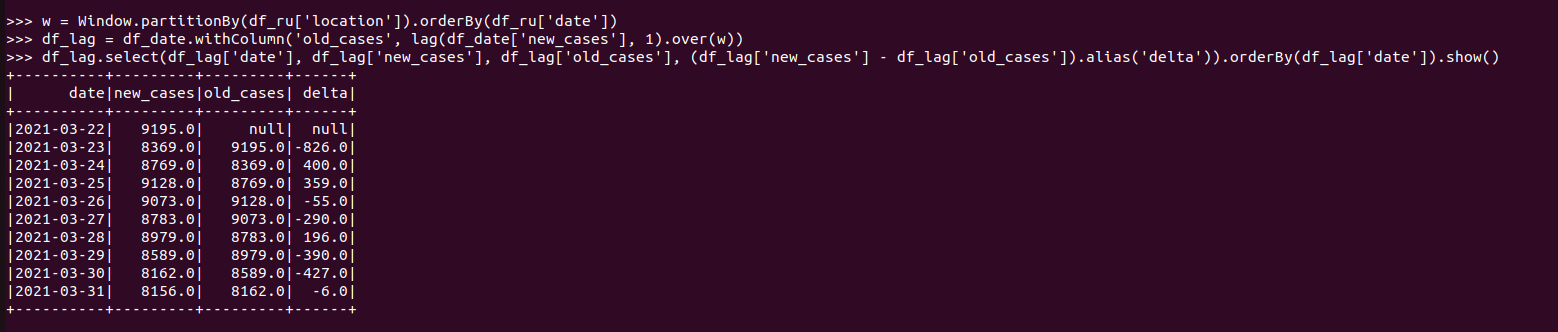 >>> w = Window.partitionBy(df_ru['location']).orderBy(df_ru['date'])
>>> df_lag = df_date.withColumn('old_cases', lag(df_date['new_cases'], 1).over(w))
>>> df_lag.select(df_lag['date'], df_lag['new_cases'], df_lag['old_cases'], (df_lag['new_cases'] - df_lag['old_cases']).alias('delta')).orderBy(df_lag['date']).show()
+----------+---------+---------+------+
|      date|new_cases|old_cases| delta|
+----------+---------+---------+------+
|2021-03-22|   9195.0|     null|  null|
|2021-03-23|   8369.0|   9195.0|-826.0|
|2021-03-24|   8769.0|   8369.0| 400.0|
|2021-03-25|   9128.0|   8769.0| 359.0|
|2021-03-26|   9073.0|   9128.0| -55.0|
|2021-03-27|   8783.0|   9073.0|-290.0|
|2021-03-28|   8979.0|   8783.0| 196.0|
|2021-03-29|   8589.0|   8979.0|-390.0|
|2021-03-30|   8162.0|   8589.0|-427.0|
|2021-03-31|   8156.0|   8162.0|  -6.0|
+----------+---------+---------+------+